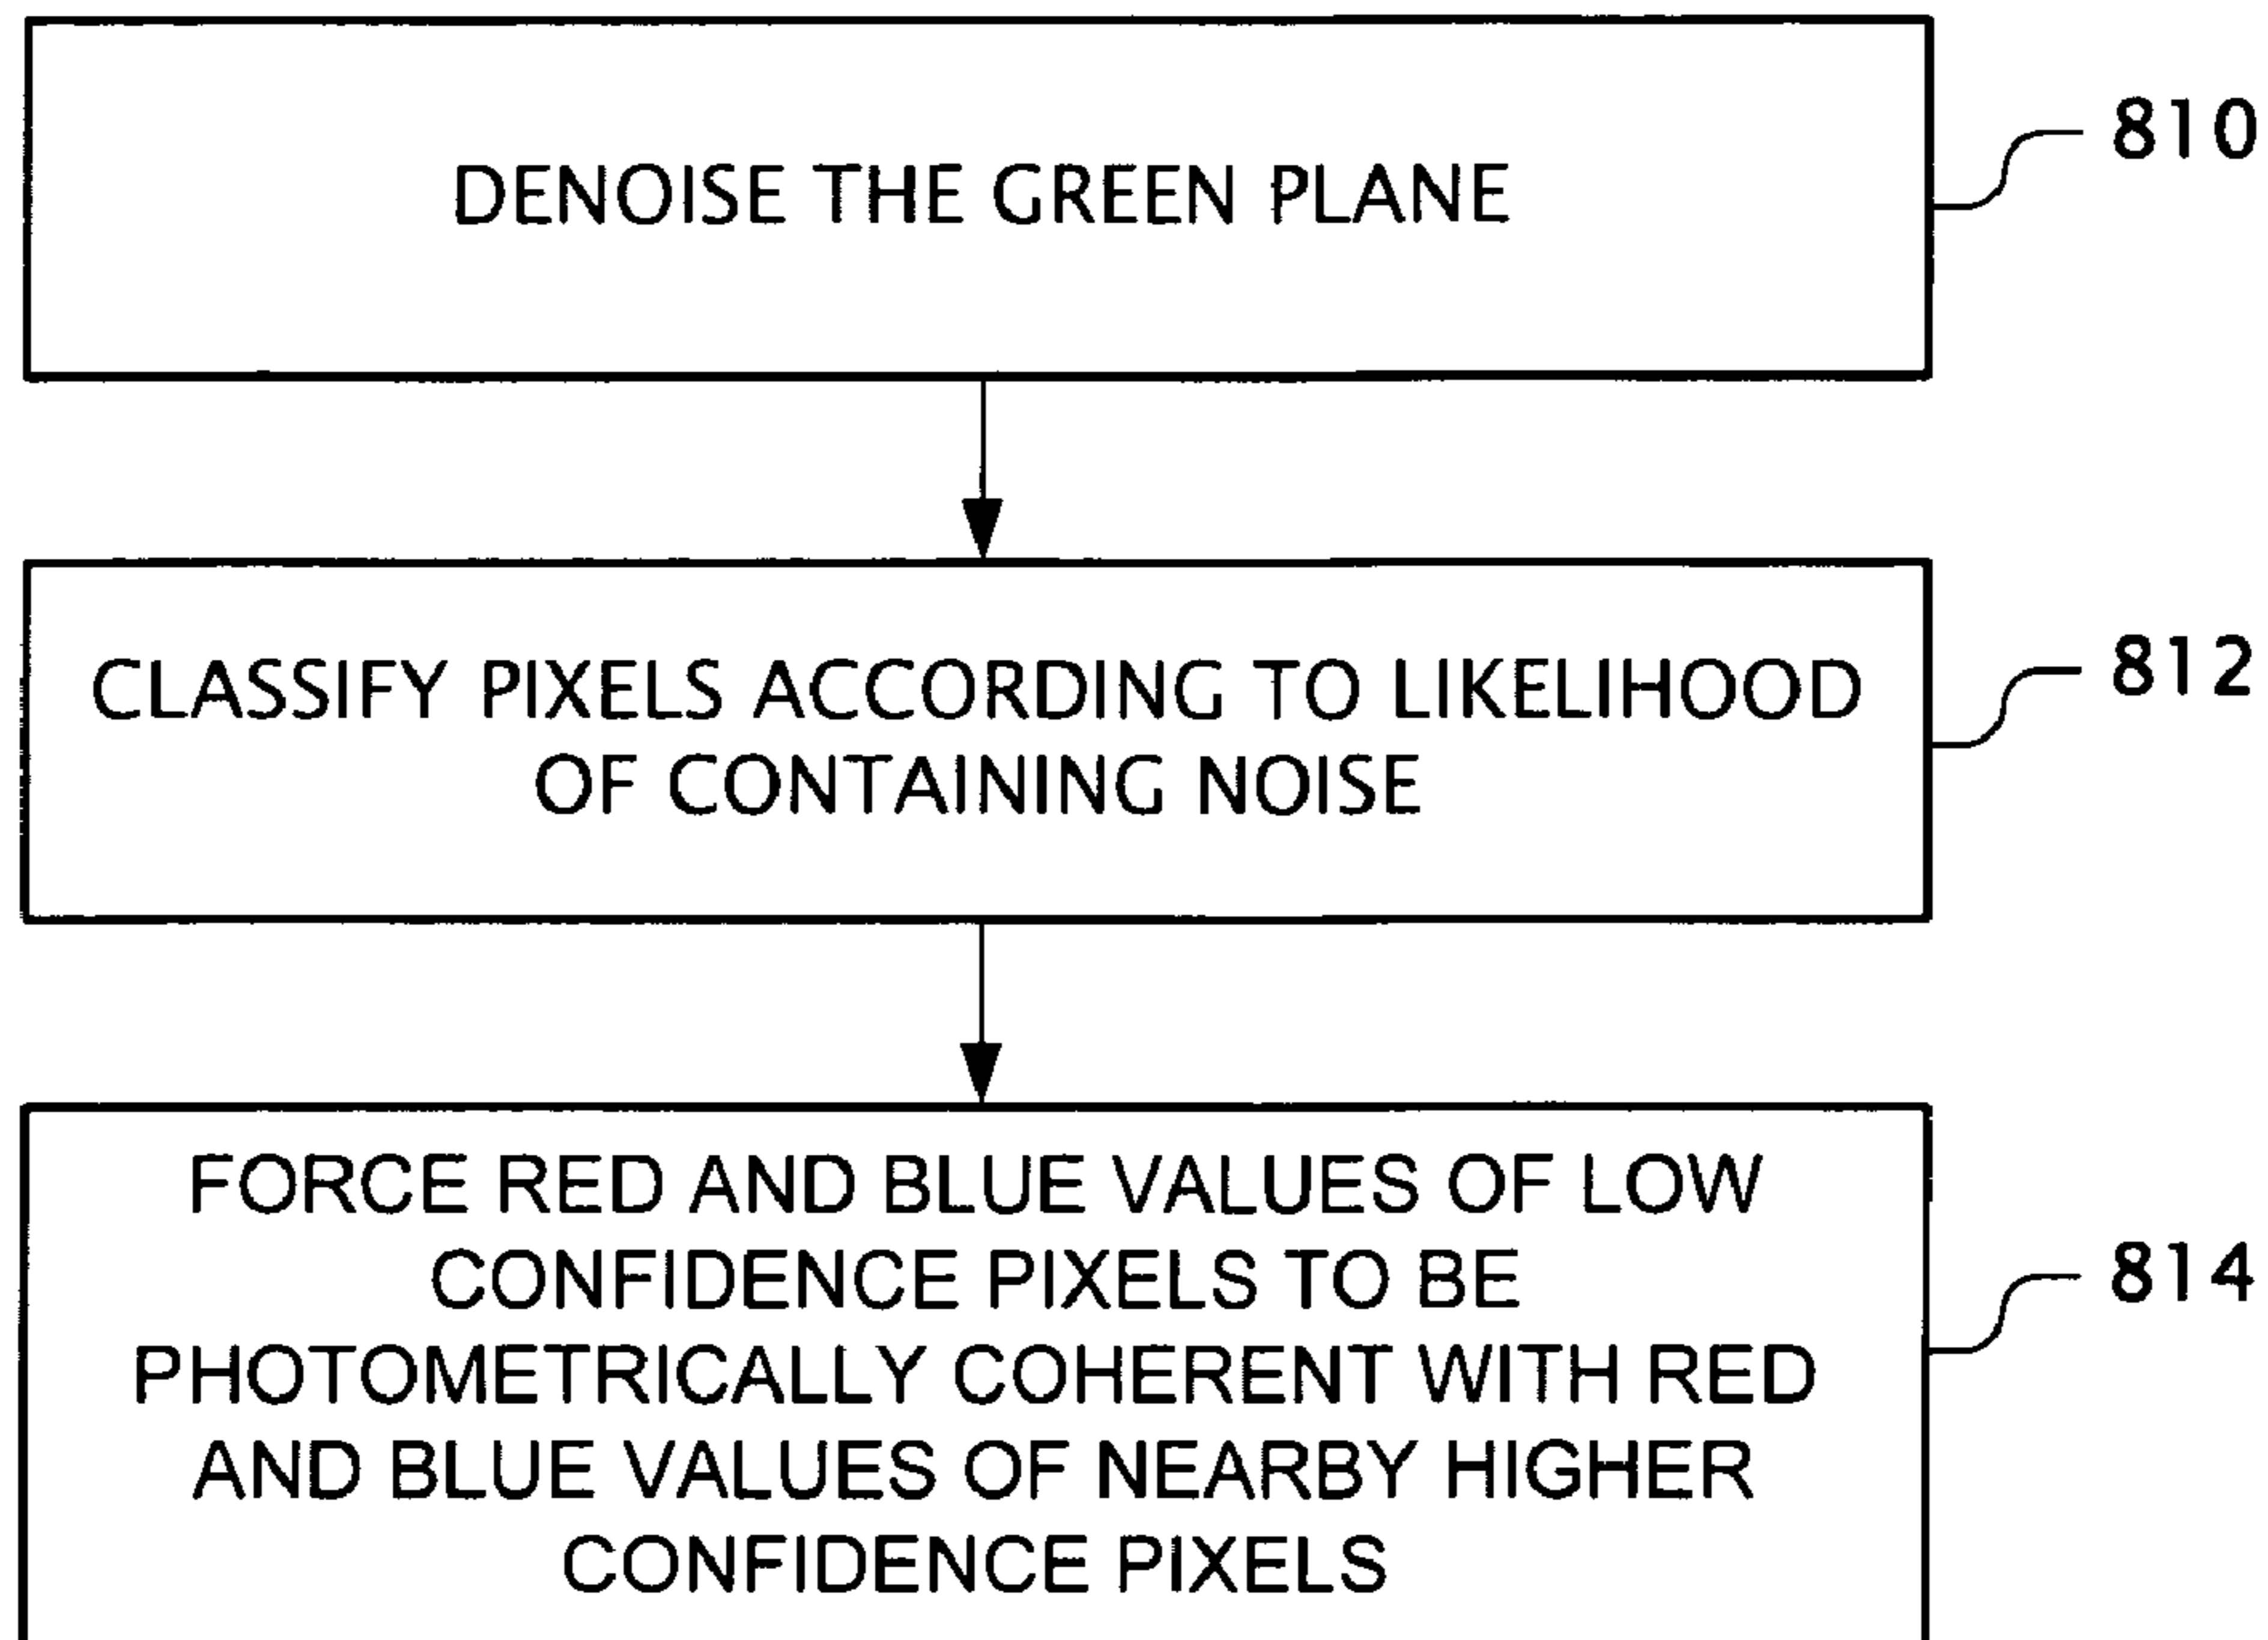 DENOISE THE GREEN PLANE
810
CLASSIFY PIXELS ACCORDING TO LIKELIHOOD
OF CONTAINING NOISE
812
FORCE RED AND BLUE VALUES OF LOW
CONFIDENCE PIXELS TO BE
PHOTOMETRICALLY COHERENT WITH RED
AND BLUE VALUES OF NEARBY HIGHER
CONFIDENCE PIXELS
814